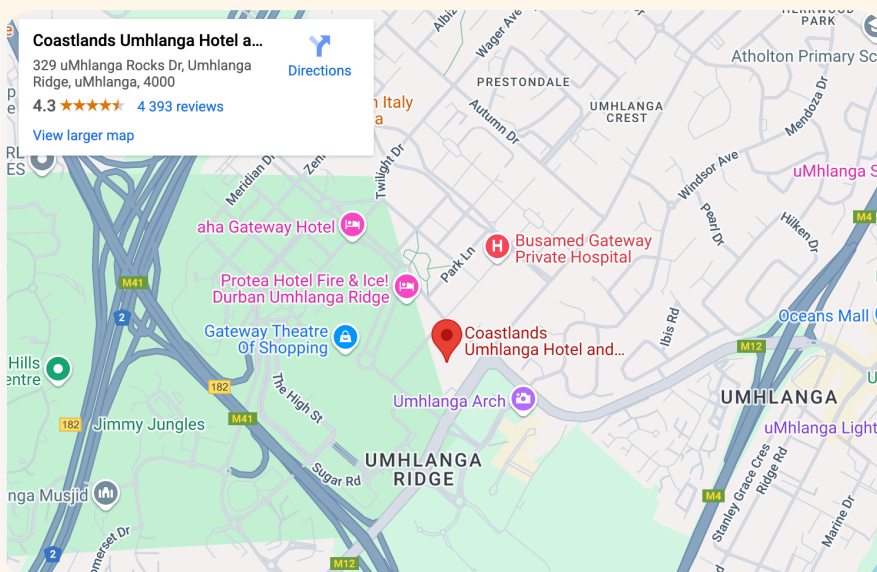 Coastlands Umhlanga Hotel a...
329 uMhlanga Rocks Dr, Umhlanga
Ridge, uMhlanga, 4000
4.3
4 393 reviews
View larger map
Directions
PARK
Atholton Primary Sc
Wager Ave
PRESTONDALE
UMHLANGA
CREST
Mendoza Dr
Italy
Autumn Dr
Twilight Dr
Meridian Dr
Windsor Ave
uMhlanga S
Pearl Dr
Hilken Dr
M4
aha Gateway Hotel
Park Ln
Busamed Gateway
Private Hospital
M41
Protea Hotel Fire & Ice!
Durban Umhlanga Ridge
2
Gateway Theatre
Of Shopping
Coastlands
Umhlanga Hotel and...
Ibis Rd
Oceans Mall
M12
Hills
entre
182
The High St
Umhlanga Arch
UMHLANGA
182
Jimmy Jungles
M41
uMhlanga Light
UMHLANGA
RIDGE
Sugar Rd
Ridge Rd
Stanley Grace Cres
nga Musjid
M4
Marine Dr
omerset Dr
2
M12